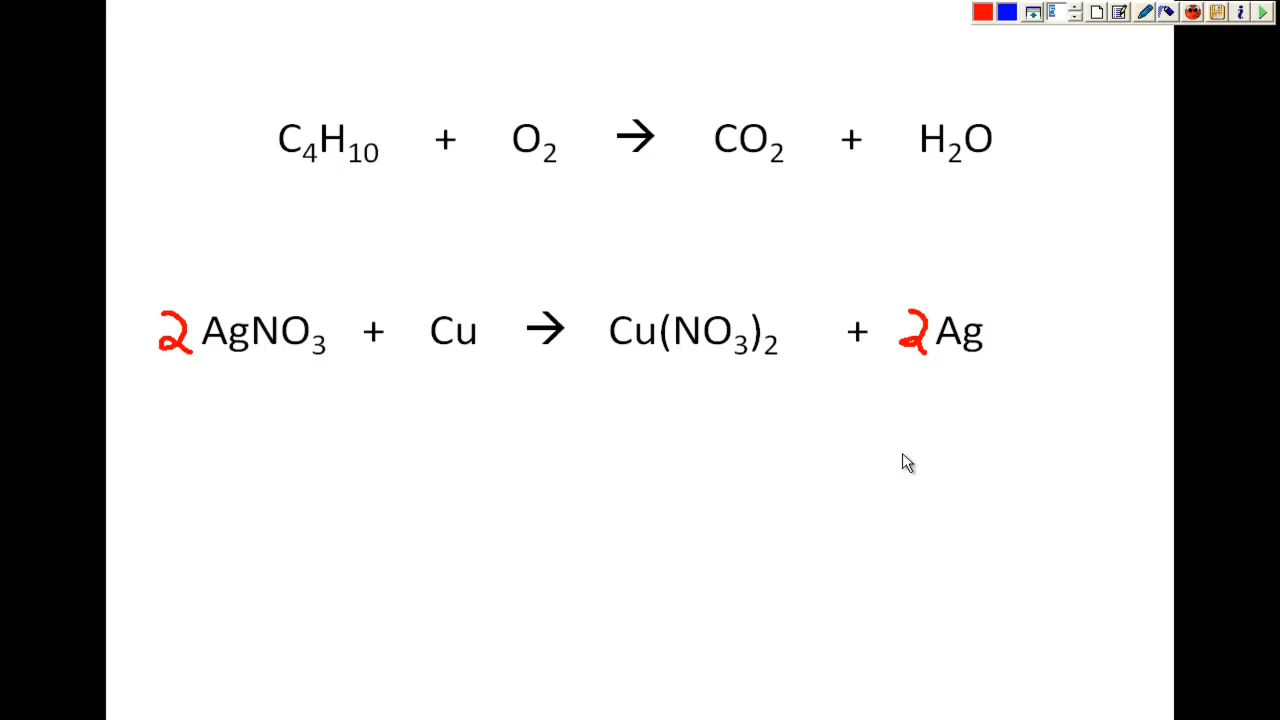 C₄H₁₀ + O₂ → CO₂ + H₂O
2 AgNO₃ + Cu → Cu(NO₃)₂ + 2 Ag